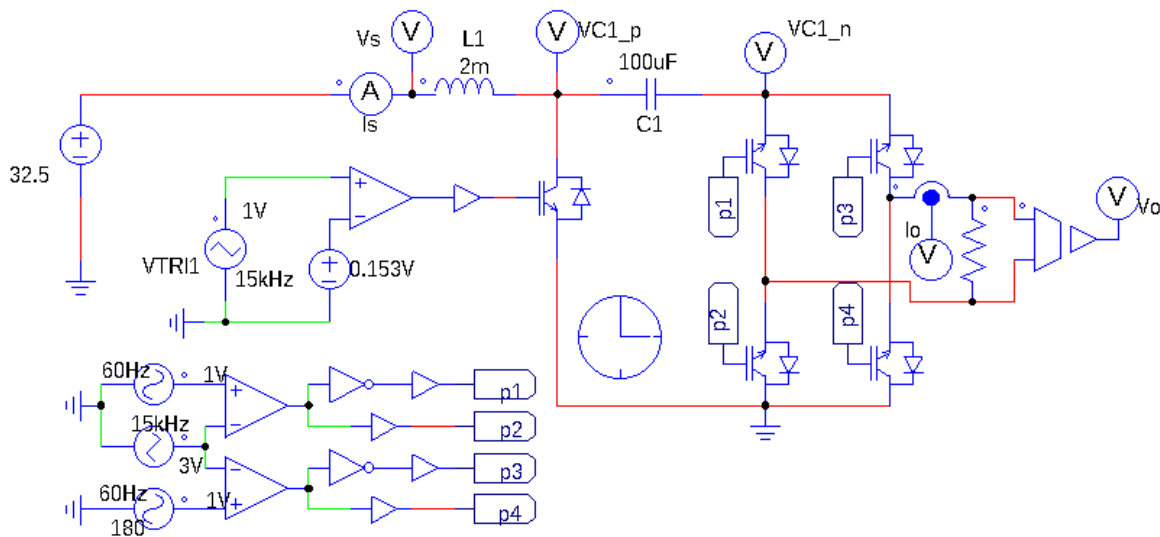 Vs
V
L1
2m
VC1_p
V
VC1_n
V
100uF
C1
A
Is
32.5
1V
VTRI1
15kHz
0.153V
p1
p3
Io
V
V
Vo
p2
p4
60Hz
1V
15kHz
3V
60Hz
1V
180
p1
p2
p3
p4